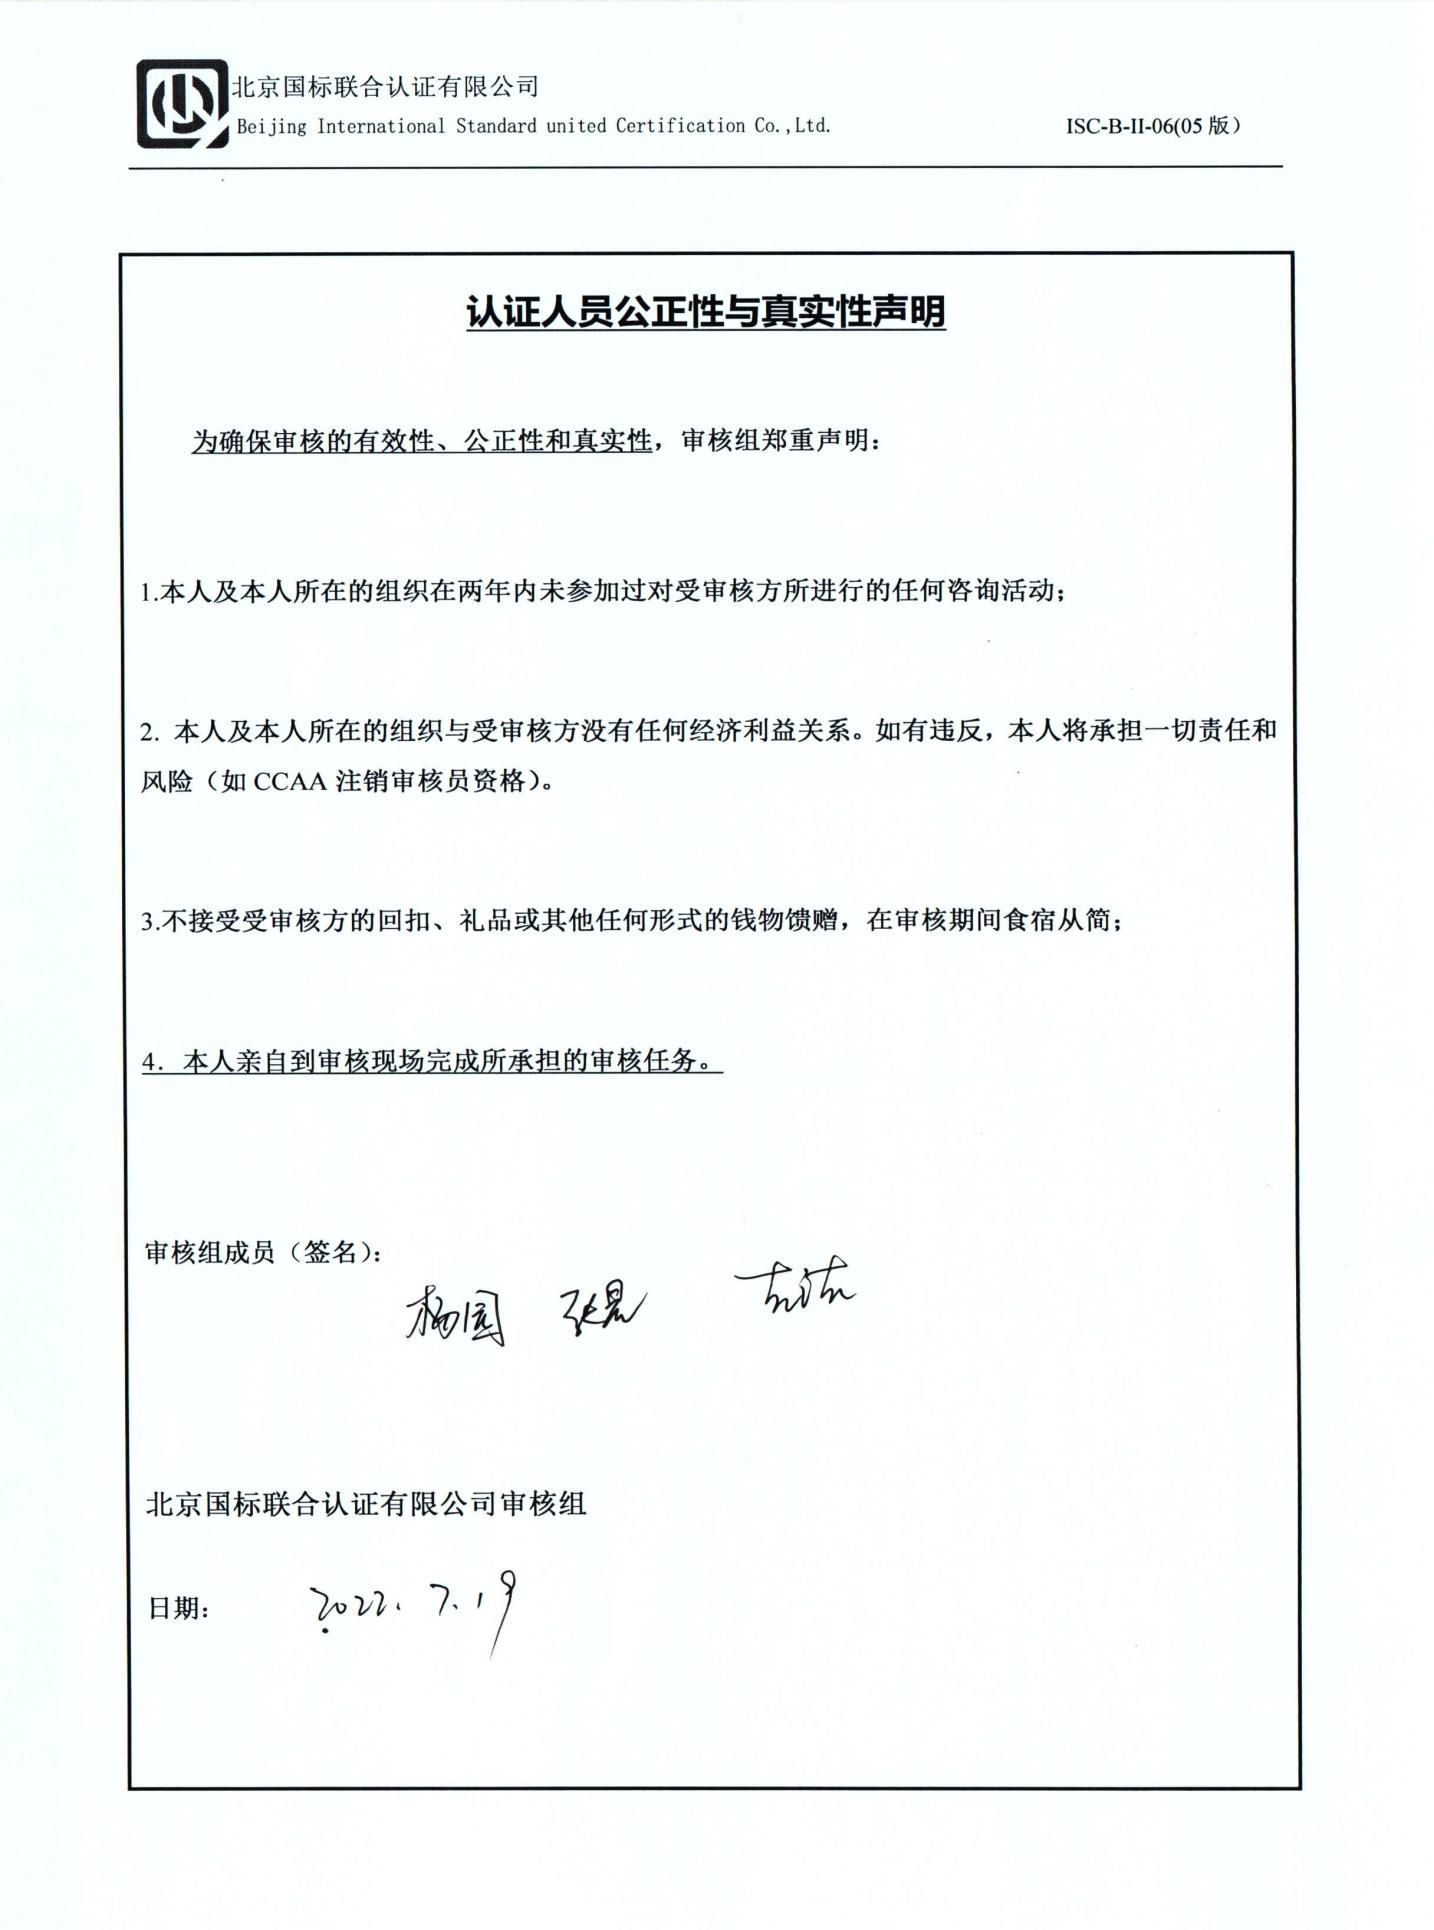 北京国标联合认证有限公司
Beijing International Standard united Certification Co.,Ltd.
ISC-B-II-06(05 版）
认证人员公正性与真实性声明
为确保审核的有效性、公正性和真实性，审核组郑重声明：
1.本人及本人所在的组织在两年内未参加过对受审核方所进行的任何咨询活动；
2. 本人及本人所在的组织与受审核方没有任何经济利益关系。如有违反，本人将承担一切责任和
风险（如 CCAA 注销审核员资格）。
3.不接受受审核方的回扣、礼品或其他任何形式的钱物馈赠，在审核期间食宿从简；
4. 本人亲自到审核现场完成所承担的审核任务。
审核组成员（签名）：
杨园 张晨
北京国标联合认证有限公司审核组
日期： 2022. 7. 19